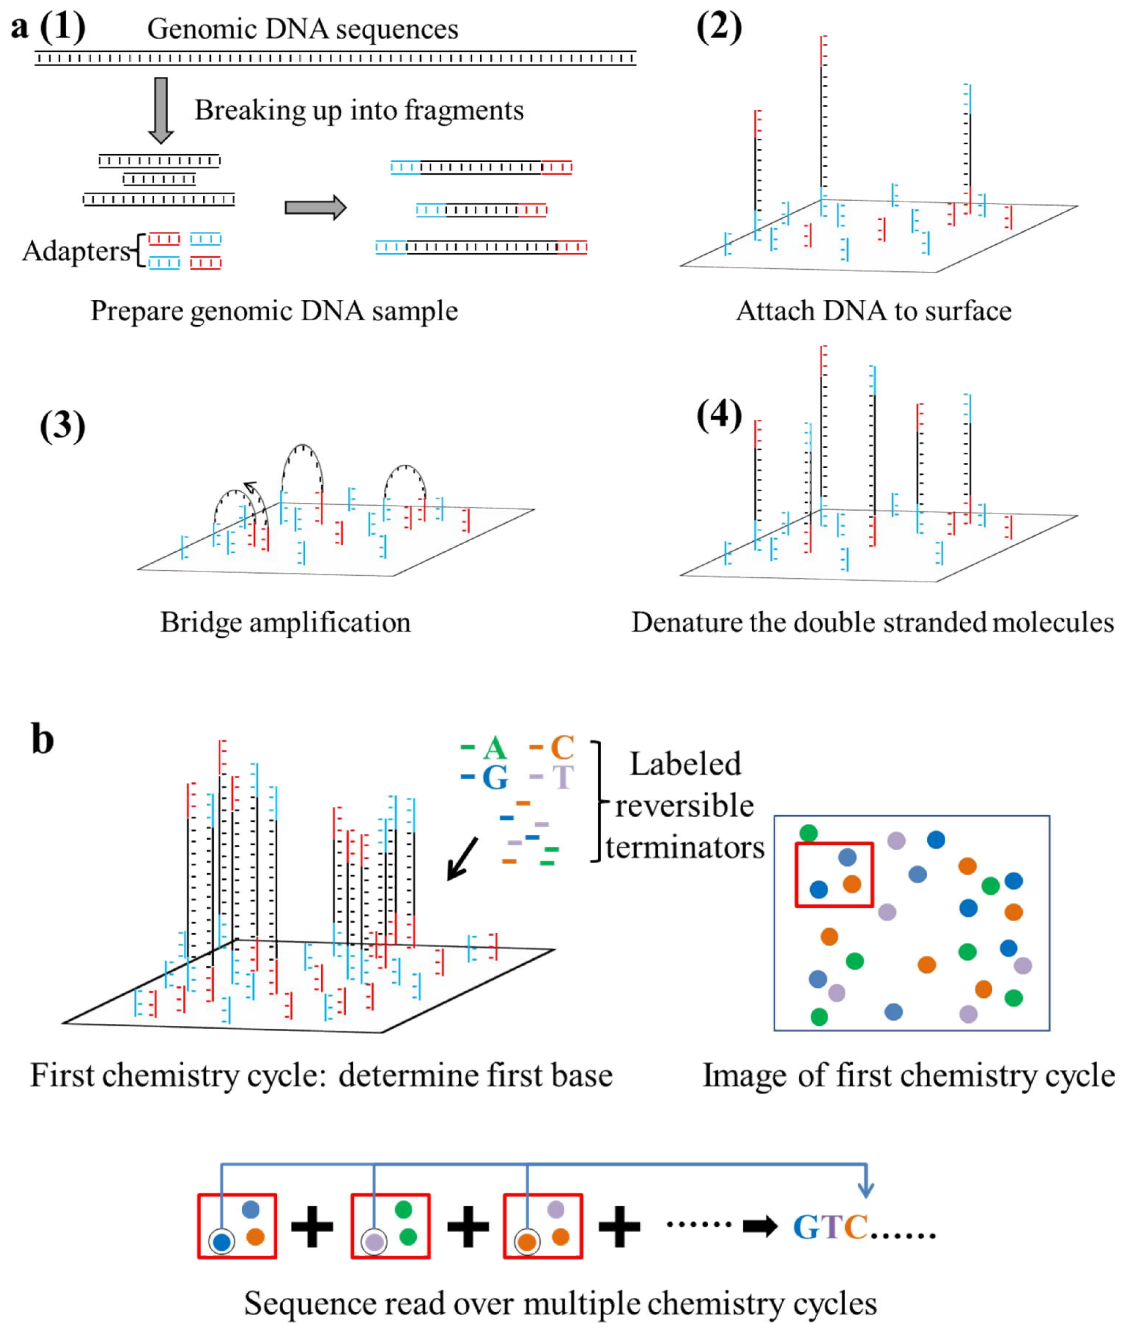 a (1)
Genomic DNA sequences
Breaking up into fragments
Adapters
Prepare genomic DNA sample
(2)
Attach DNA to surface
(3)
Bridge amplification
(4)
Denature the double stranded molecules
b
A C
G T
Labeled
reversible
terminators
First chemistry cycle: determine first base
Image of first chemistry cycle
+ + + ...... GTC......
Sequence read over multiple chemistry cycles